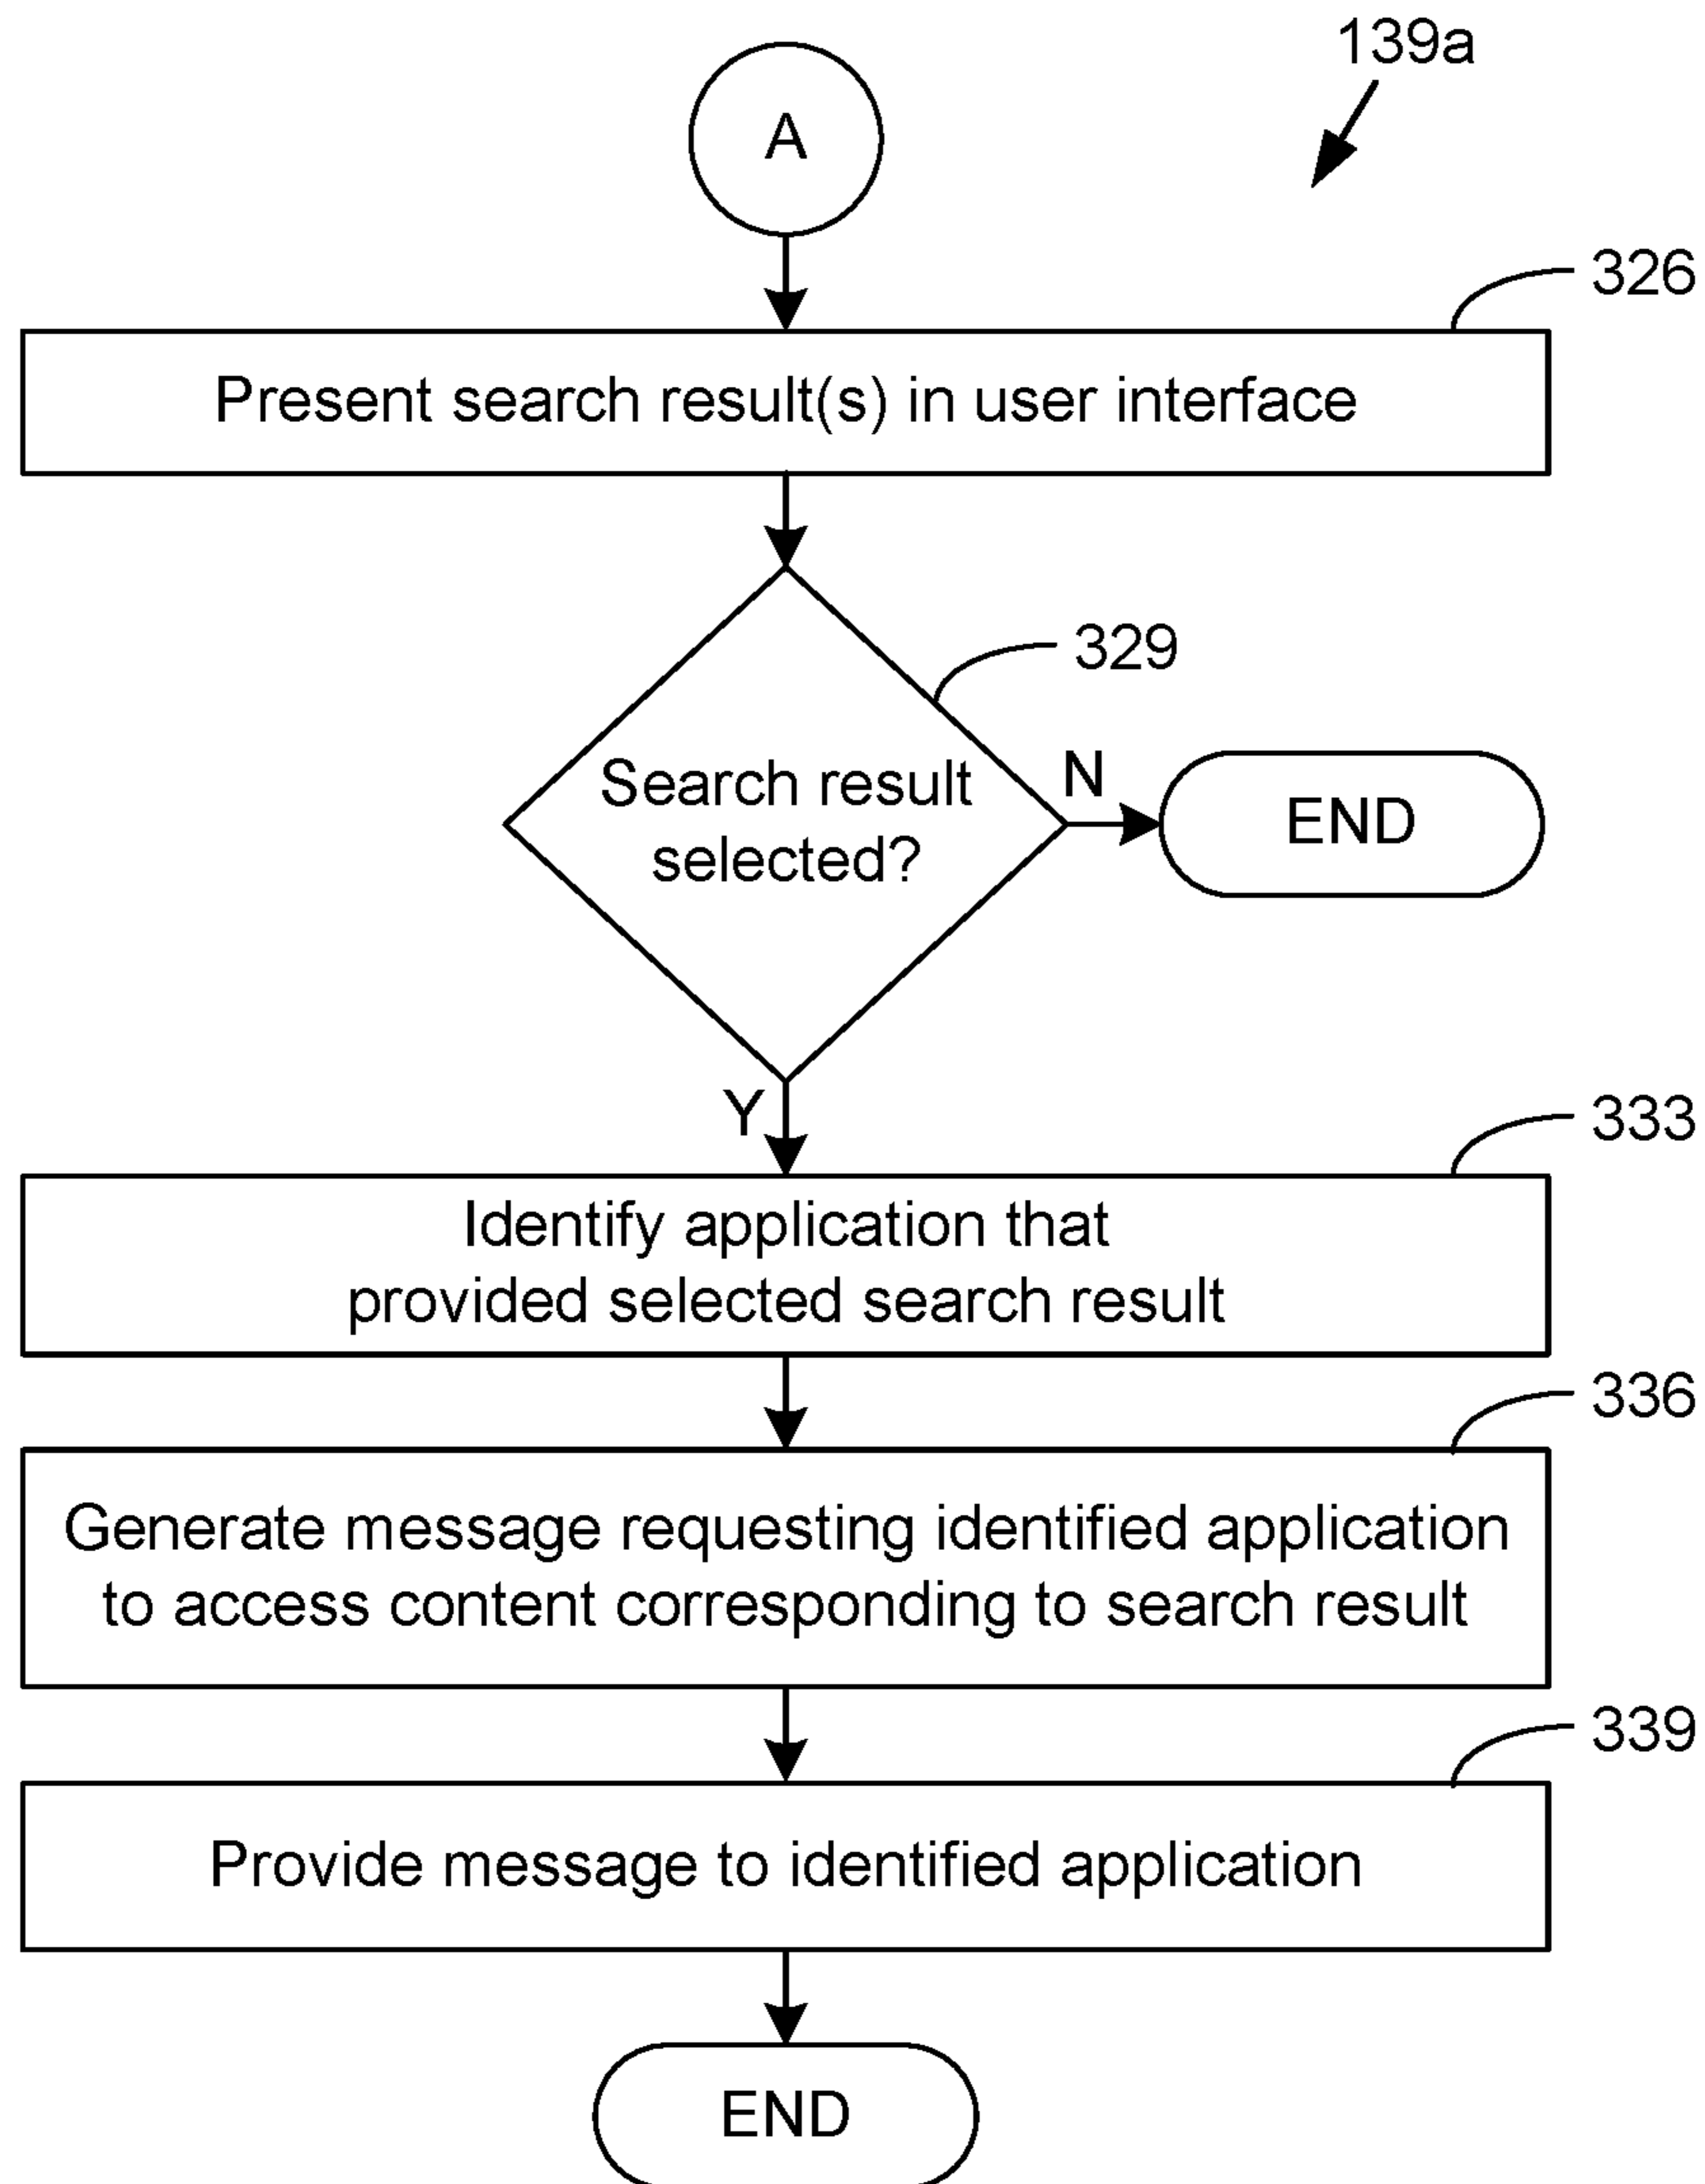 139a
A
326
Present search result(s) in user interface
329
Search result
selected?
N
END
Y
333
Identify application that
provided selected search result
336
Generate message requesting identified application
to access content corresponding to search result
339
Provide message to identified application
END